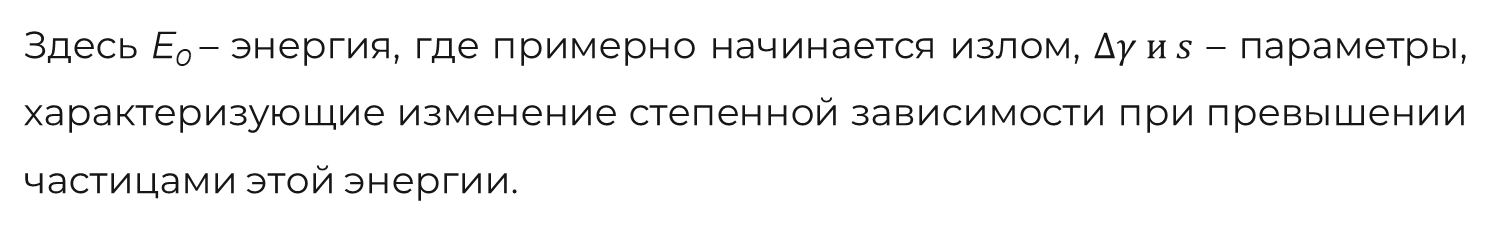 Здесь E₀ – энергия, где примерно начинается излом, Δγ и s – параметры,
характеризующие изменение степенной зависимости при превышении
частицами этой энергии.